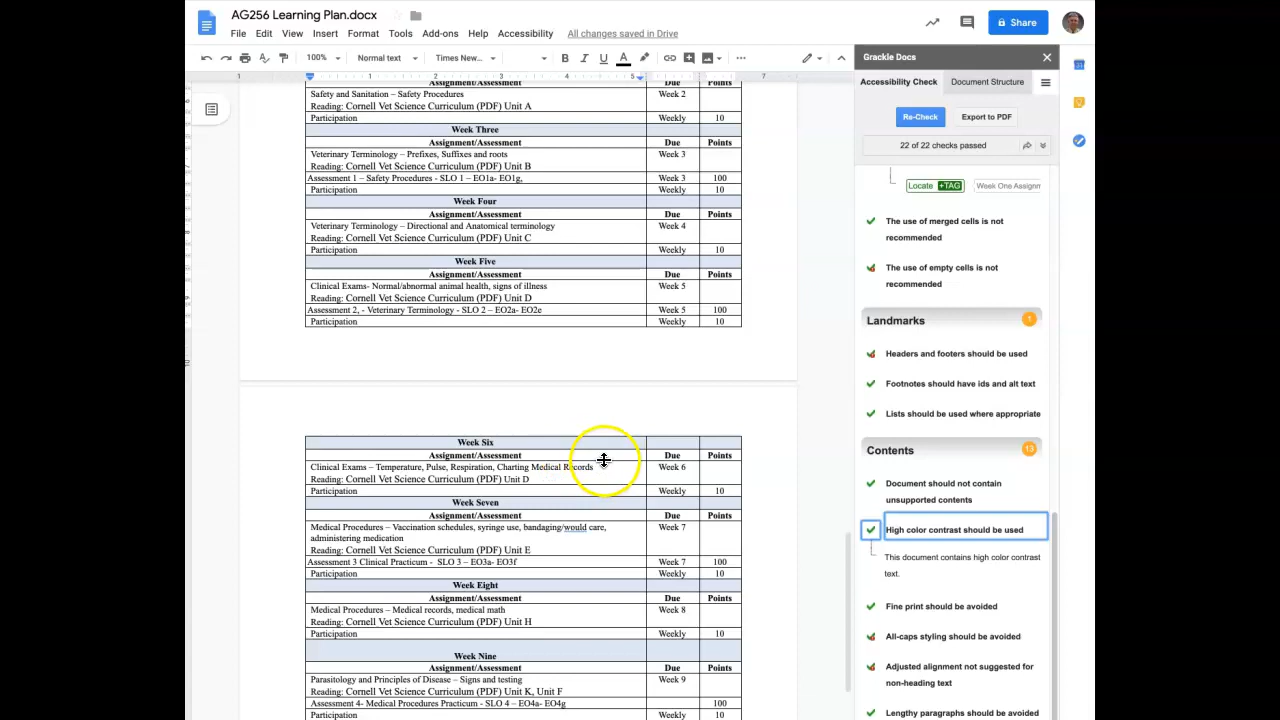 AG256 Learning Plan.docx
File Edit View Insert Format Tools Add-ons Help Accessibility All changes saved in Drive
Share
100% Normal text Times New...
1 1 2 3 4 5 7
Assignment/Assessment Due Points
Safety and Sanitation – Safety Procedures Week 2
Reading: Cornell Vet Science Curriculum (PDF) Unit A
Participation Weekly 10
Week Three
Assignment/Assessment Due Points
Veterinary Terminology – Prefixes, Suffixes and roots Week 3
Reading: Cornell Vet Science Curriculum (PDF) Unit B
Assessment 1 – Safety Procedures - SLO 1 – EO1a- EO1g, Week 3 100
Participation Weekly 10
Week Four
Assignment/Assessment Due Points
Veterinary Terminology – Directional and Anatomical terminology Week 4
Reading: Cornell Vet Science Curriculum (PDF) Unit C
Participation Weekly 10
Week Five
Assignment/Assessment Due Points
Clinical Exams- Normal/abnormal animal health, signs of illness Week 5
Reading: Cornell Vet Science Curriculum (PDF) Unit D
Assessment 2, - Veterinary Terminology - SLO 2 – EO2a- EO2e Week 5 100
Participation Weekly 10
Week Six
Assignment/Assessment Due Points
Clinical Exams – Temperature, Pulse, Respiration, Charting Medical Records Week 6
Reading: Cornell Vet Science Curriculum (PDF) Unit D
Participation Weekly 10
Week Seven
Assignment/Assessment Due Points
Medical Procedures – Vaccination schedules, syringe use, bandaging/would care, Week 7
administering medication
Reading: Cornell Vet Science Curriculum (PDF) Unit E
Assessment 3 Clinical Practicum - SLO 3 – EO3a- EO3f Week 7 100
Participation Weekly 10
Week Eight
Assignment/Assessment Due Points
Medical Procedures – Medical records, medical math Week 8
Reading: Cornell Vet Science Curriculum (PDF) Unit H
Participation Weekly 10
Week Nine
Assignment/Assessment Due Points
Parasitology and Principles of Disease – Signs and testing Week 9
Reading: Cornell Vet Science Curriculum (PDF) Unit K, Unit F
Assessment 4- Medical Procedures Practicum - SLO 4 – EO4a- EO4g 100
Participation Weekly 10
Grackle Docs
Accessibility Check Document Structure
Re-Check Export to PDF
22 of 22 checks passed
Locate +TAG Week One Assignm
The use of merged cells is not
recommended
The use of empty cells is not
recommended
Landmarks 1
Headers and footers should be used
Footnotes should have ids and alt text
Lists should be used where appropriate
Contents 13
Document should not contain
unsupported contents
High color contrast should be used
This document contains high color contrast
text.
Fine print should be avoided
All-caps styling should be avoided
Adjusted alignment not suggested for
non-heading text
Lengthy paragraphs should be avoided